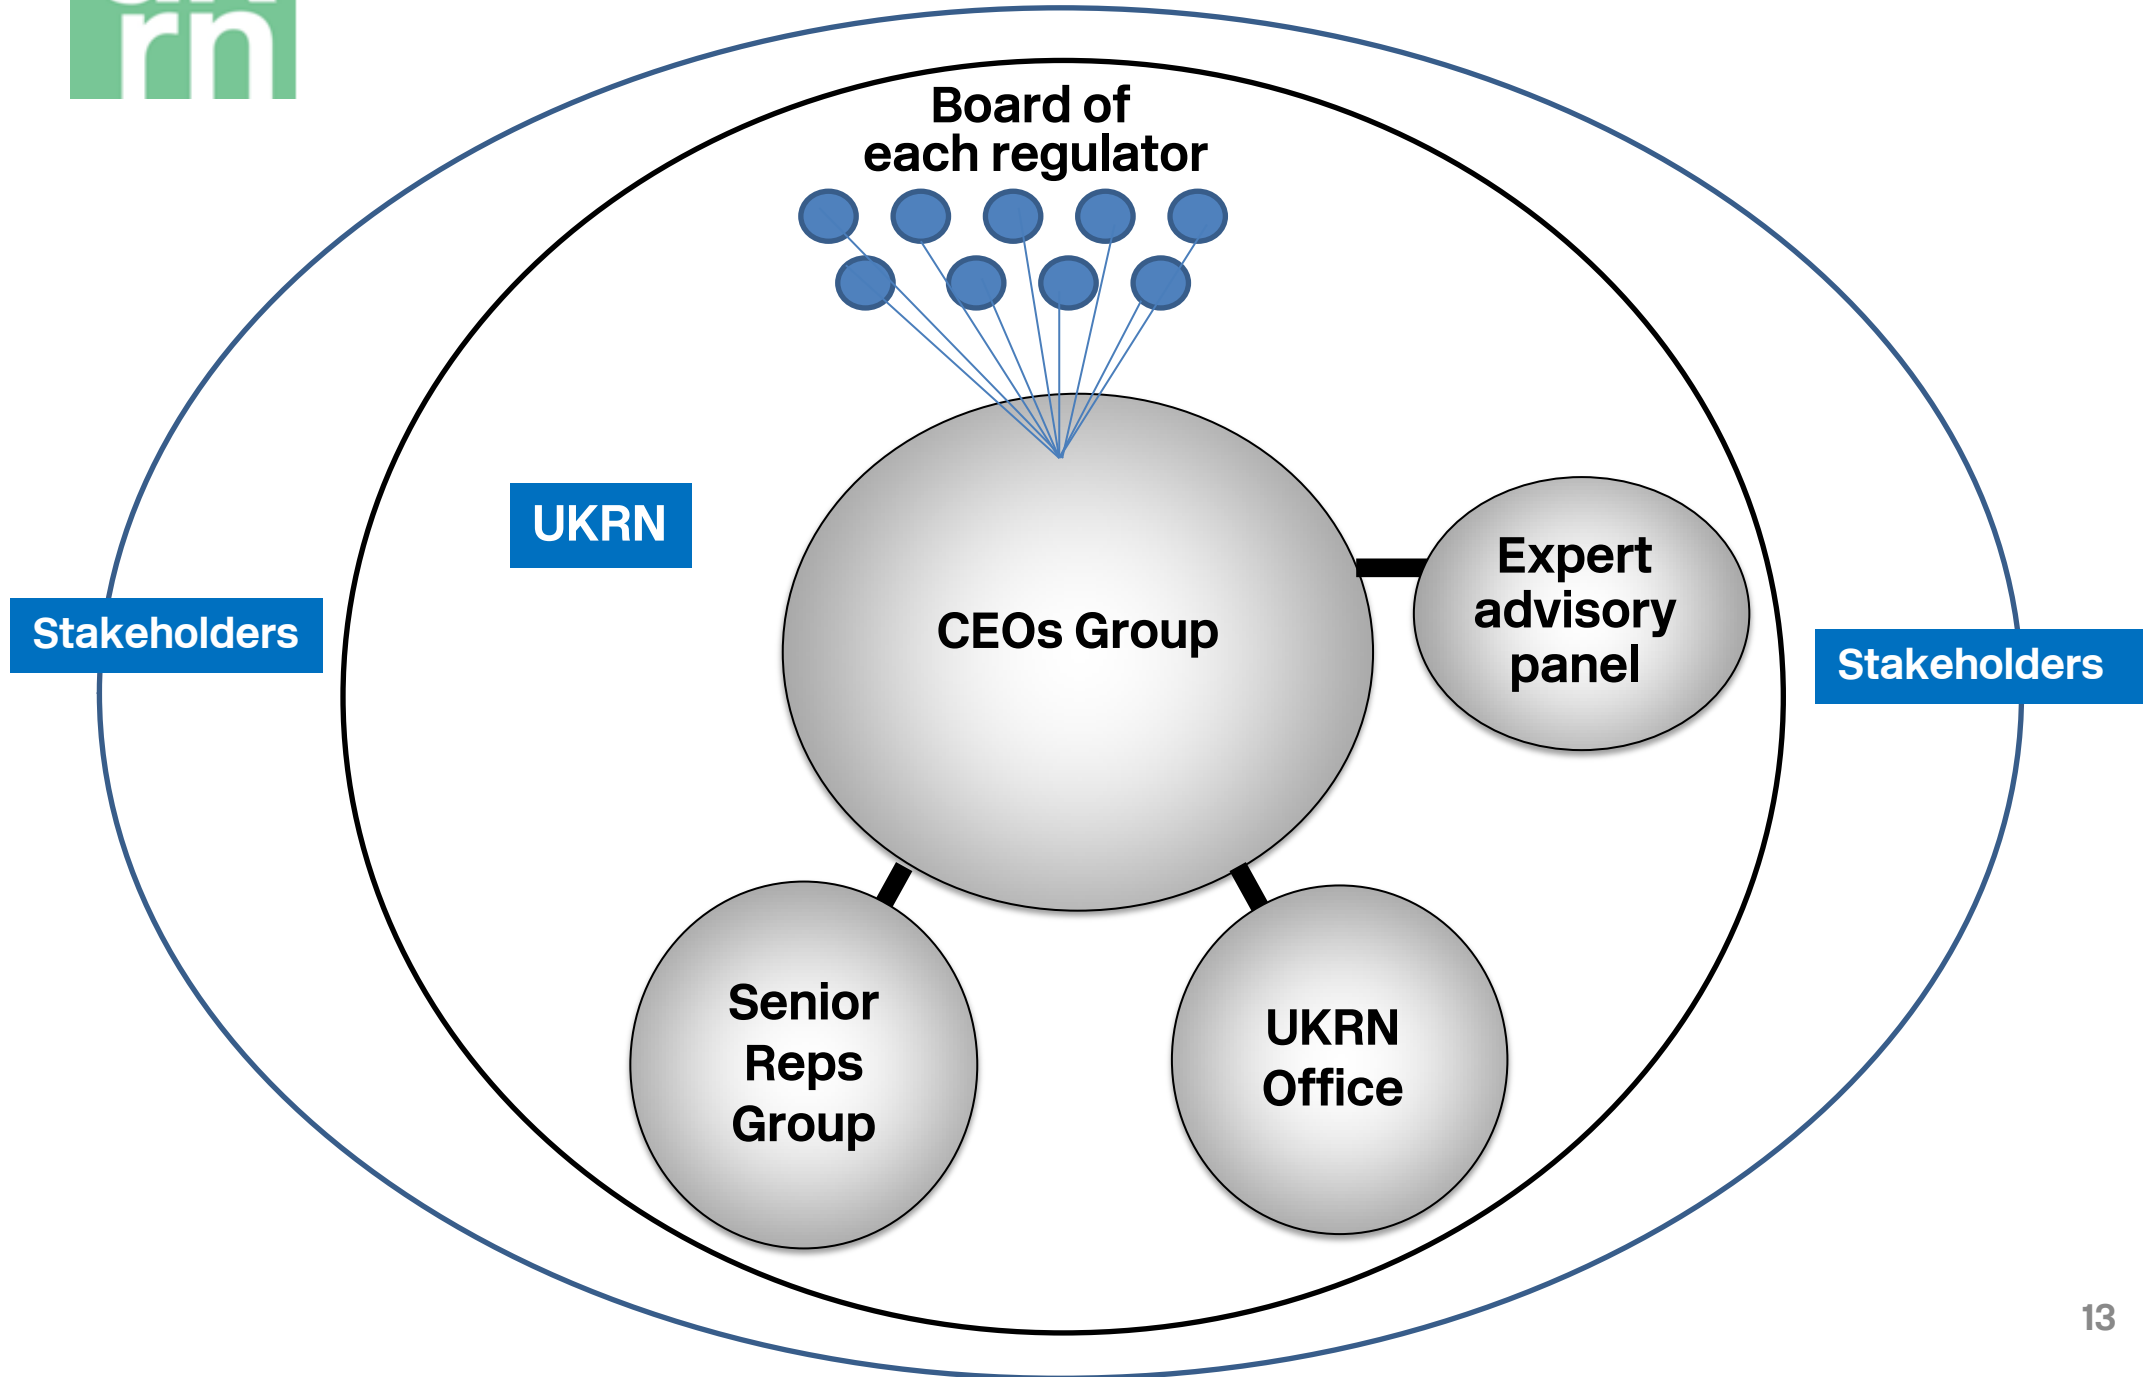 rn
Board of
each regulator
UKRN
Stakeholders
CEOs Group
Expert
advisory
panel
Stakeholders
Senior
Reps
Group
UKRN
Office
13